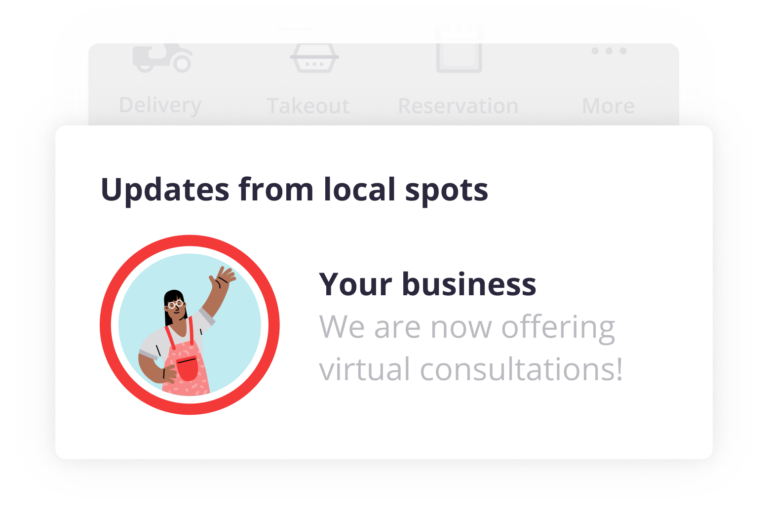 Delivery Takeout Reservation More
Updates from local spots
Your business
We are now offering
virtual consultations!